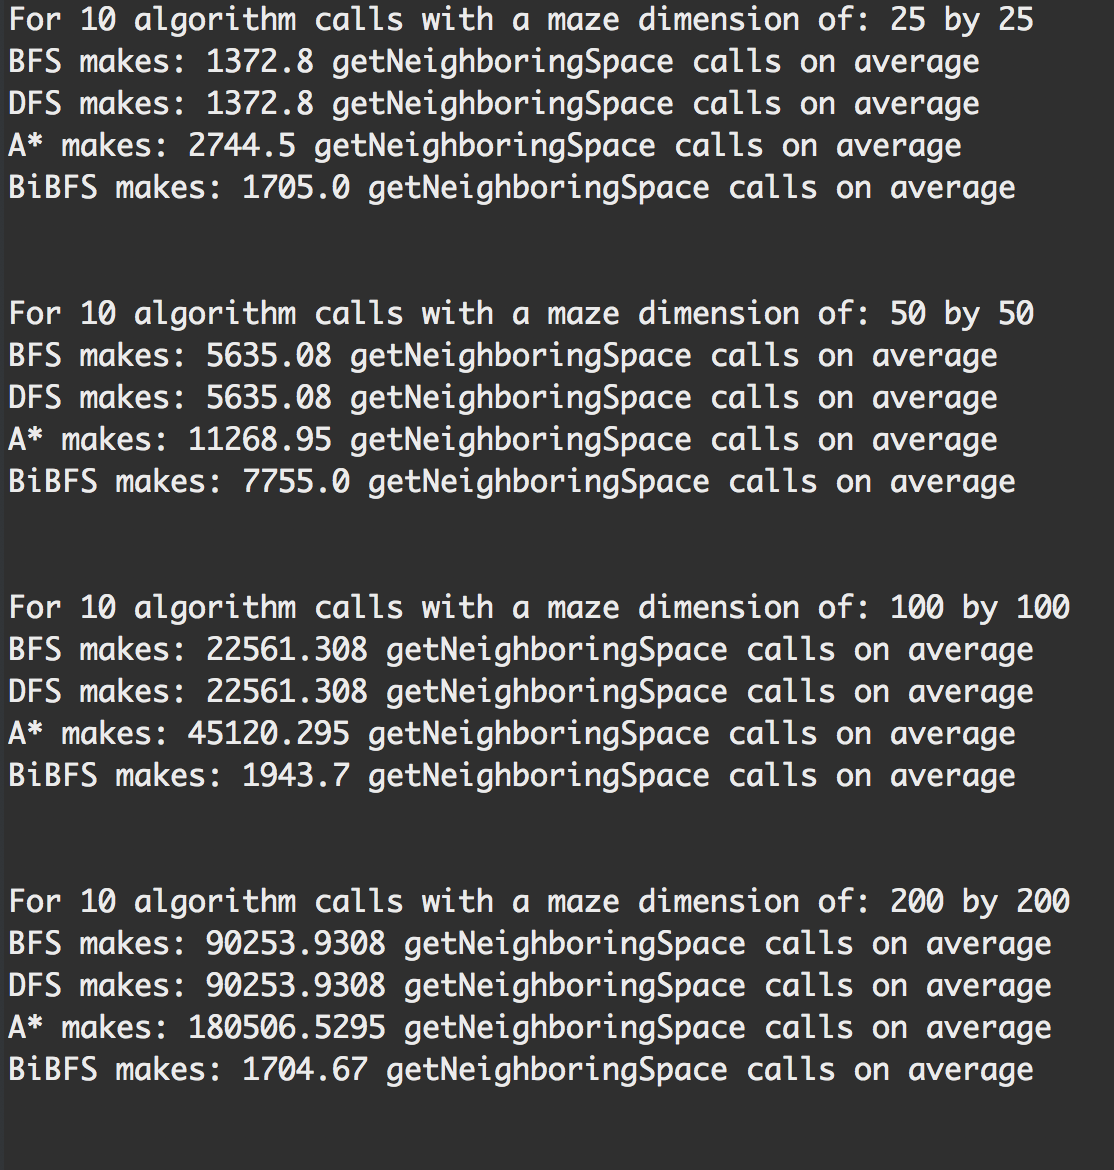 For 10 algorithm calls with a maze dimension of: 25 by 25
BFS makes: 1372.8 getNeighboringSpace calls on average
DFS makes: 1372.8 getNeighboringSpace calls on average
A* makes: 2744.5 getNeighboringSpace calls on average
BiBFS makes: 1705.0 getNeighboringSpace calls on average
For 10 algorithm calls with a maze dimension of: 50 by 50
BFS makes: 5635.08 getNeighboringSpace calls on average
DFS makes: 5635.08 getNeighboringSpace calls on average
A* makes: 11268.95 getNeighboringSpace calls on average
BiBFS makes: 7755.0 getNeighboringSpace calls on average
For 10 algorithm calls with a maze dimension of: 100 by 100
BFS makes: 22561.308 getNeighboringSpace calls on average
DFS makes: 22561.308 getNeighboringSpace calls on average
A* makes: 45120.295 getNeighboringSpace calls on average
BiBFS makes: 1943.7 getNeighboringSpace calls on average
For 10 algorithm calls with a maze dimension of: 200 by 200
BFS makes: 90253.9308 getNeighboringSpace calls on average
DFS makes: 90253.9308 getNeighboringSpace calls on average
A* makes: 180506.5295 getNeighboringSpace calls on average
BiBFS makes: 1704.67 getNeighboringSpace calls on average